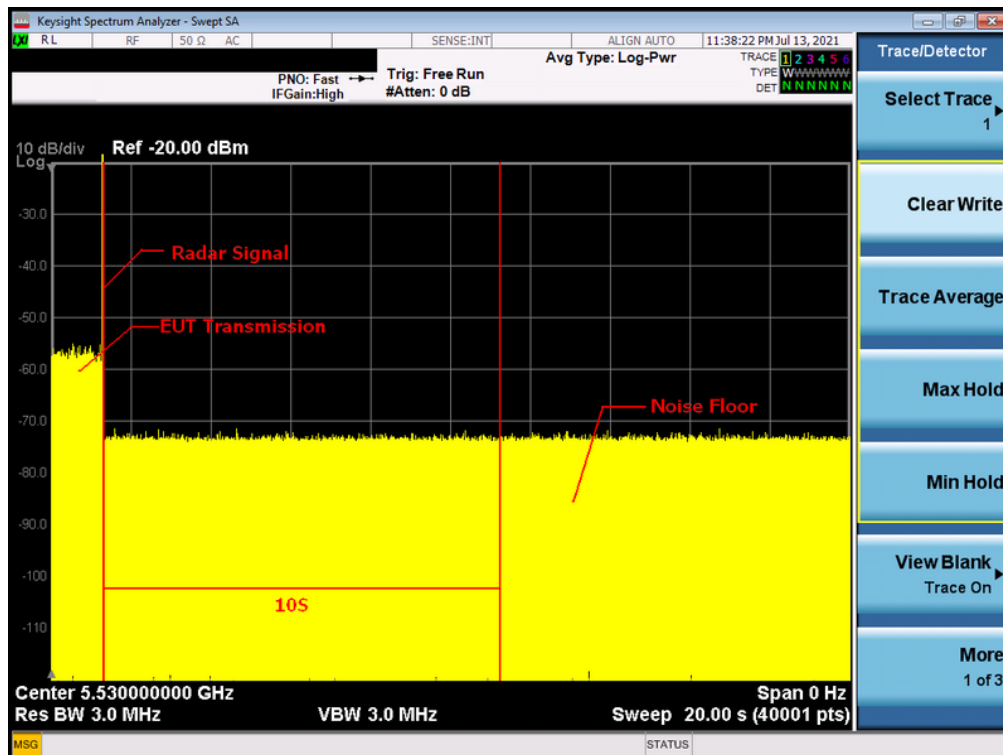 Keysight Spectrum Analyzer - Swept SA
LXI RL RF 50 Ω AC SENSE:INT ALIGN AUTO 11:38:22 PM Jul 13, 2021
Avg Type: Log-Pwr TRACE 1 2 3 4 5 6
PNO: Fast Trig: Free Run TYPE WWWWWW
IFGain:High #Atten: 0 dB DET N N N N N N
10 dB/div Ref -20.00 dBm
Log
-30.0
Radar Signal
-40.0
-50.0
EUT Transmission
-60.0
Noise Floor
-70.0
-80.0
-90.0
-100
10S
-110
Center 5.530000000 GHz Span 0 Hz
Res BW 3.0 MHz VBW 3.0 MHz Sweep 20.00 s (40001 pts)
MSG STATUS
Trace/Detector
Select Trace
1
Clear Write
Trace Average
Max Hold
Min Hold
View Blank
Trace On
More
1 of 3